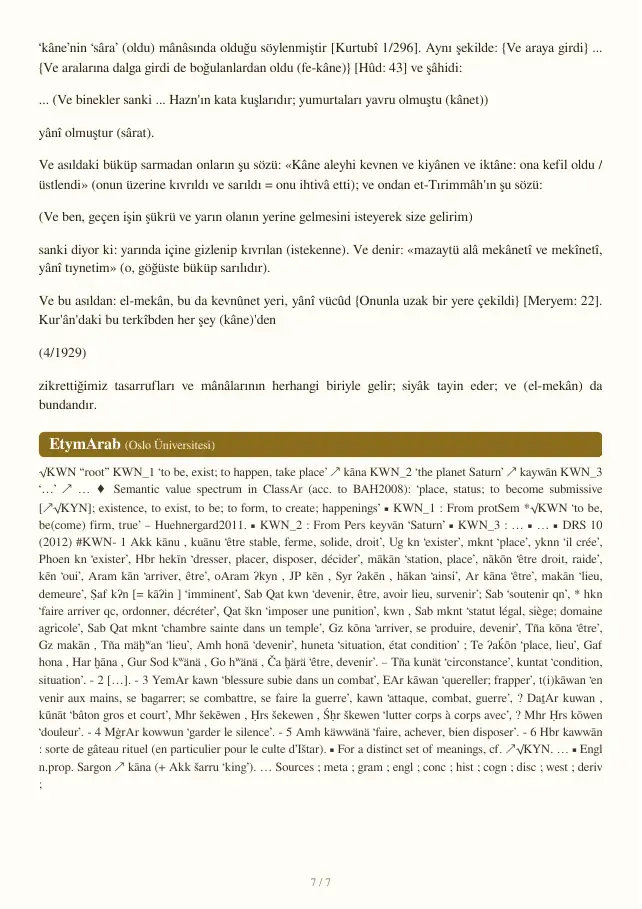 ‘kâne’nin ‘sâra’ (oldu) mânâsında olduğu söylenmiştir [Kurtubî 1/296]. Aynı şekilde: {Ve araya girdi} ...
{Ve aralarına dalga girdi de boğulanlardan oldu (fe-kâne)} [Hûd: 43] ve şâhidi:
... (Ve binekler sanki ... Hazn'ın kata kuşlarıdır; yumurtaları yavru olmuştu (kânet))
yânî olmuştur (sârat).
Ve asıldaki büküp sarmadan onların şu sözü: «Kâne aleyhi kevnen ve kiyânen ve iktâne: ona kefil oldu /
üstlendi» (onun üzerine kıvrıldı ve sarıldı = onu ihtivâ etti); ve ondan et-Tırimmâh'ın şu sözü:
(Ve ben, geçen işin şükrü ve yarın olanın yerine gelmesini isteyerek size gelirim)
sanki diyor ki: yarında içine gizlenip kıvrılan (istekenne). Ve denir: «mazaytü alâ mekânetî ve mekînetî,
yânî tıynetim» (o, göğüste büküp sarılıdır).
Ve bu asıldan: el-mekân, bu da kevnûnet yeri, yânî vücûd {Onunla uzak bir yere çekildi} [Meryem: 22].
Kur'ân'daki bu terkîbden her şey (kâne)'den
(4/1929)
zikrettiğimiz tasarrufları ve mânâlarının herhangi biriyle gelir; siyâk tayin eder; ve (el-mekân) da
bundandır.
EtymArab (Oslo Üniversitesi)
√KWN “root” KWN_1 ‘to be, exist; to happen, take place’ ↗ kāna KWN_2 ‘the planet Saturn’ ↗ kaywān KWN_3
‘…’ ↗ … ♦ Semantic value spectrum in ClassAr (acc. to BAH2008): ‘place, status; to become submissive
[↗√KYN]; existence, to exist, to be; to form, to create; happenings’ ▪ KWN_1 : From protSem *√KWN ‘to be,
be(come) firm, true’ – Huehnergard2011. ▪ KWN_2 : From Pers keyvān ‘Saturn’ ▪ KWN_3 : … ▪ … ▪ DRS 10
(2012) #KWN- 1 Akk kānu , kuānu ‘être stable, ferme, solide, droit’, Ug kn ‘exister’, mknt ‘place’, yknn ‘il crée’,
Phoen kn ‘exister’, Hbr hekīn ‘dresser, placer, disposer, décider’, mākān ‘station, place’, nākōn ‘être droit, raide’,
kēn ‘oui’, Aram kān ‘arriver, être’, oAram ʔkyn , JP kēn , Syr ʔakēn , hākan ‘ainsi’, Ar kāna ‘être’, makān ‘lieu,
demeure’, Ṣaf kʔn [= kāʔin ] ‘imminent’, Sab Qat kwn ‘devenir, être, avoir lieu, survenir’; Sab ‘soutenir qn’, * hkn
‘faire arriver qc, ordonner, décréter’, Qat škn ‘imposer une punition’, kwn , Sab mknt ‘statut légal, siège; domaine
agricole’, Sab Qat mknt ‘chambre sainte dans un temple’, Gz kōna ‘arriver, se produire, devenir’, Tña kōna ‘être’,
Gz makān , Tña mäḫʷan ‘lieu’, Amh honä ‘devenir’, huneta ‘situation, état condition’ ; Te ʔaḱōn ‘place, lieu’, Gaf
hona , Har ḫāna , Gur Sod kʷänä , Go hʷänä , Ča ḫärä ‘être, devenir’. – Tña kunät ‘circonstance’, kuntat ‘condition,
situation’. - 2 […]. - 3 YemAr kawn ‘blessure subie dans un combat’, EAr kāwan ‘quereller; frapper’, t(i)kāwan ‘en
venir aux mains, se bagarrer; se combattre, se faire la guerre’, kawn ‘attaque, combat, guerre’, ? DaṯAr kuwan ,
kūnāt ‘bâton gros et court’, Mhr šekēwen , Ḥrs šekewen , Śḥr škewen ‘lutter corps à corps avec’, ? Mhr Ḥrs kōwen
‘douleur’. - 4 MġrAr kowwun ‘garder le silence’. - 5 Amh käwwänä ‘faire, achever, bien disposer’. - 6 Hbr kawwān
: sorte de gâteau rituel (en particulier pour le culte d’Ištar). ▪ For a distinct set of meanings, cf. ↗√KYN. … ▪ Engl
n.prop. Sargon ↗ kāna (+ Akk šarru ‘king’). … Sources ; meta ; gram ; engl ; conc ; hist ; cogn ; disc ; west ; deriv
;
7 / 7